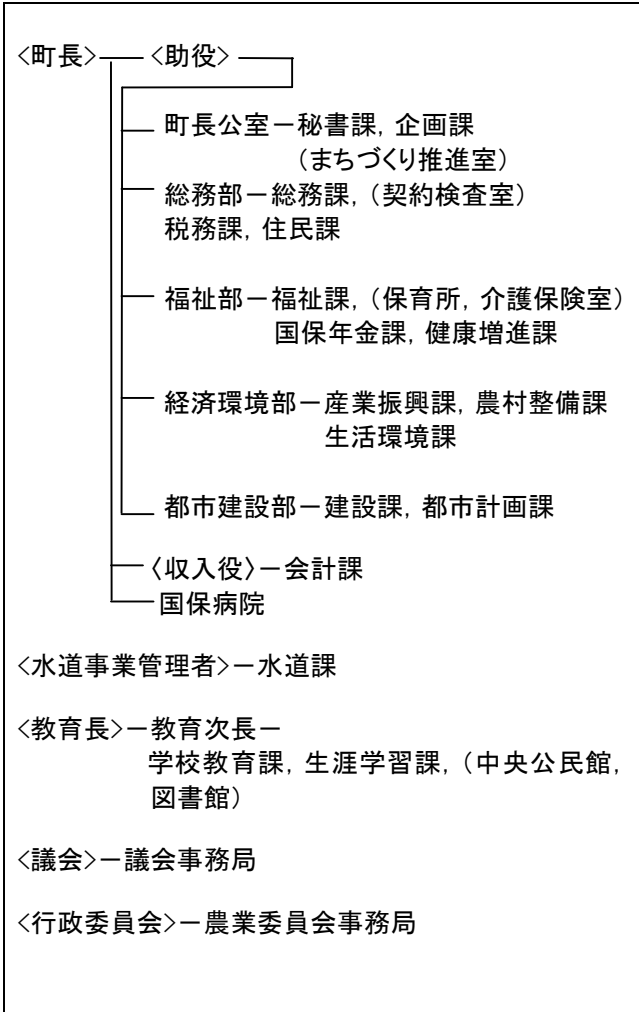 <町長> <助役>
町長公室－秘書課, 企画課
(まちづくり推進室)
総務部－総務課, (契約検査室)
税務課, 住民課
福祉部－福祉課, (保育所, 介護保険室)
国保年金課, 健康増進課
経済環境部－産業振興課, 農村整備課
生活環境課
都市建設部－建設課, 都市計画課
〈収入役〉－会計課
国保病院
<水道事業管理者>－水道課
<教育長>－教育次長－
学校教育課, 生涯学習課, (中央公民館,
図書館)
<議会>－議会事務局
<行政委員会>－農業委員会事務局